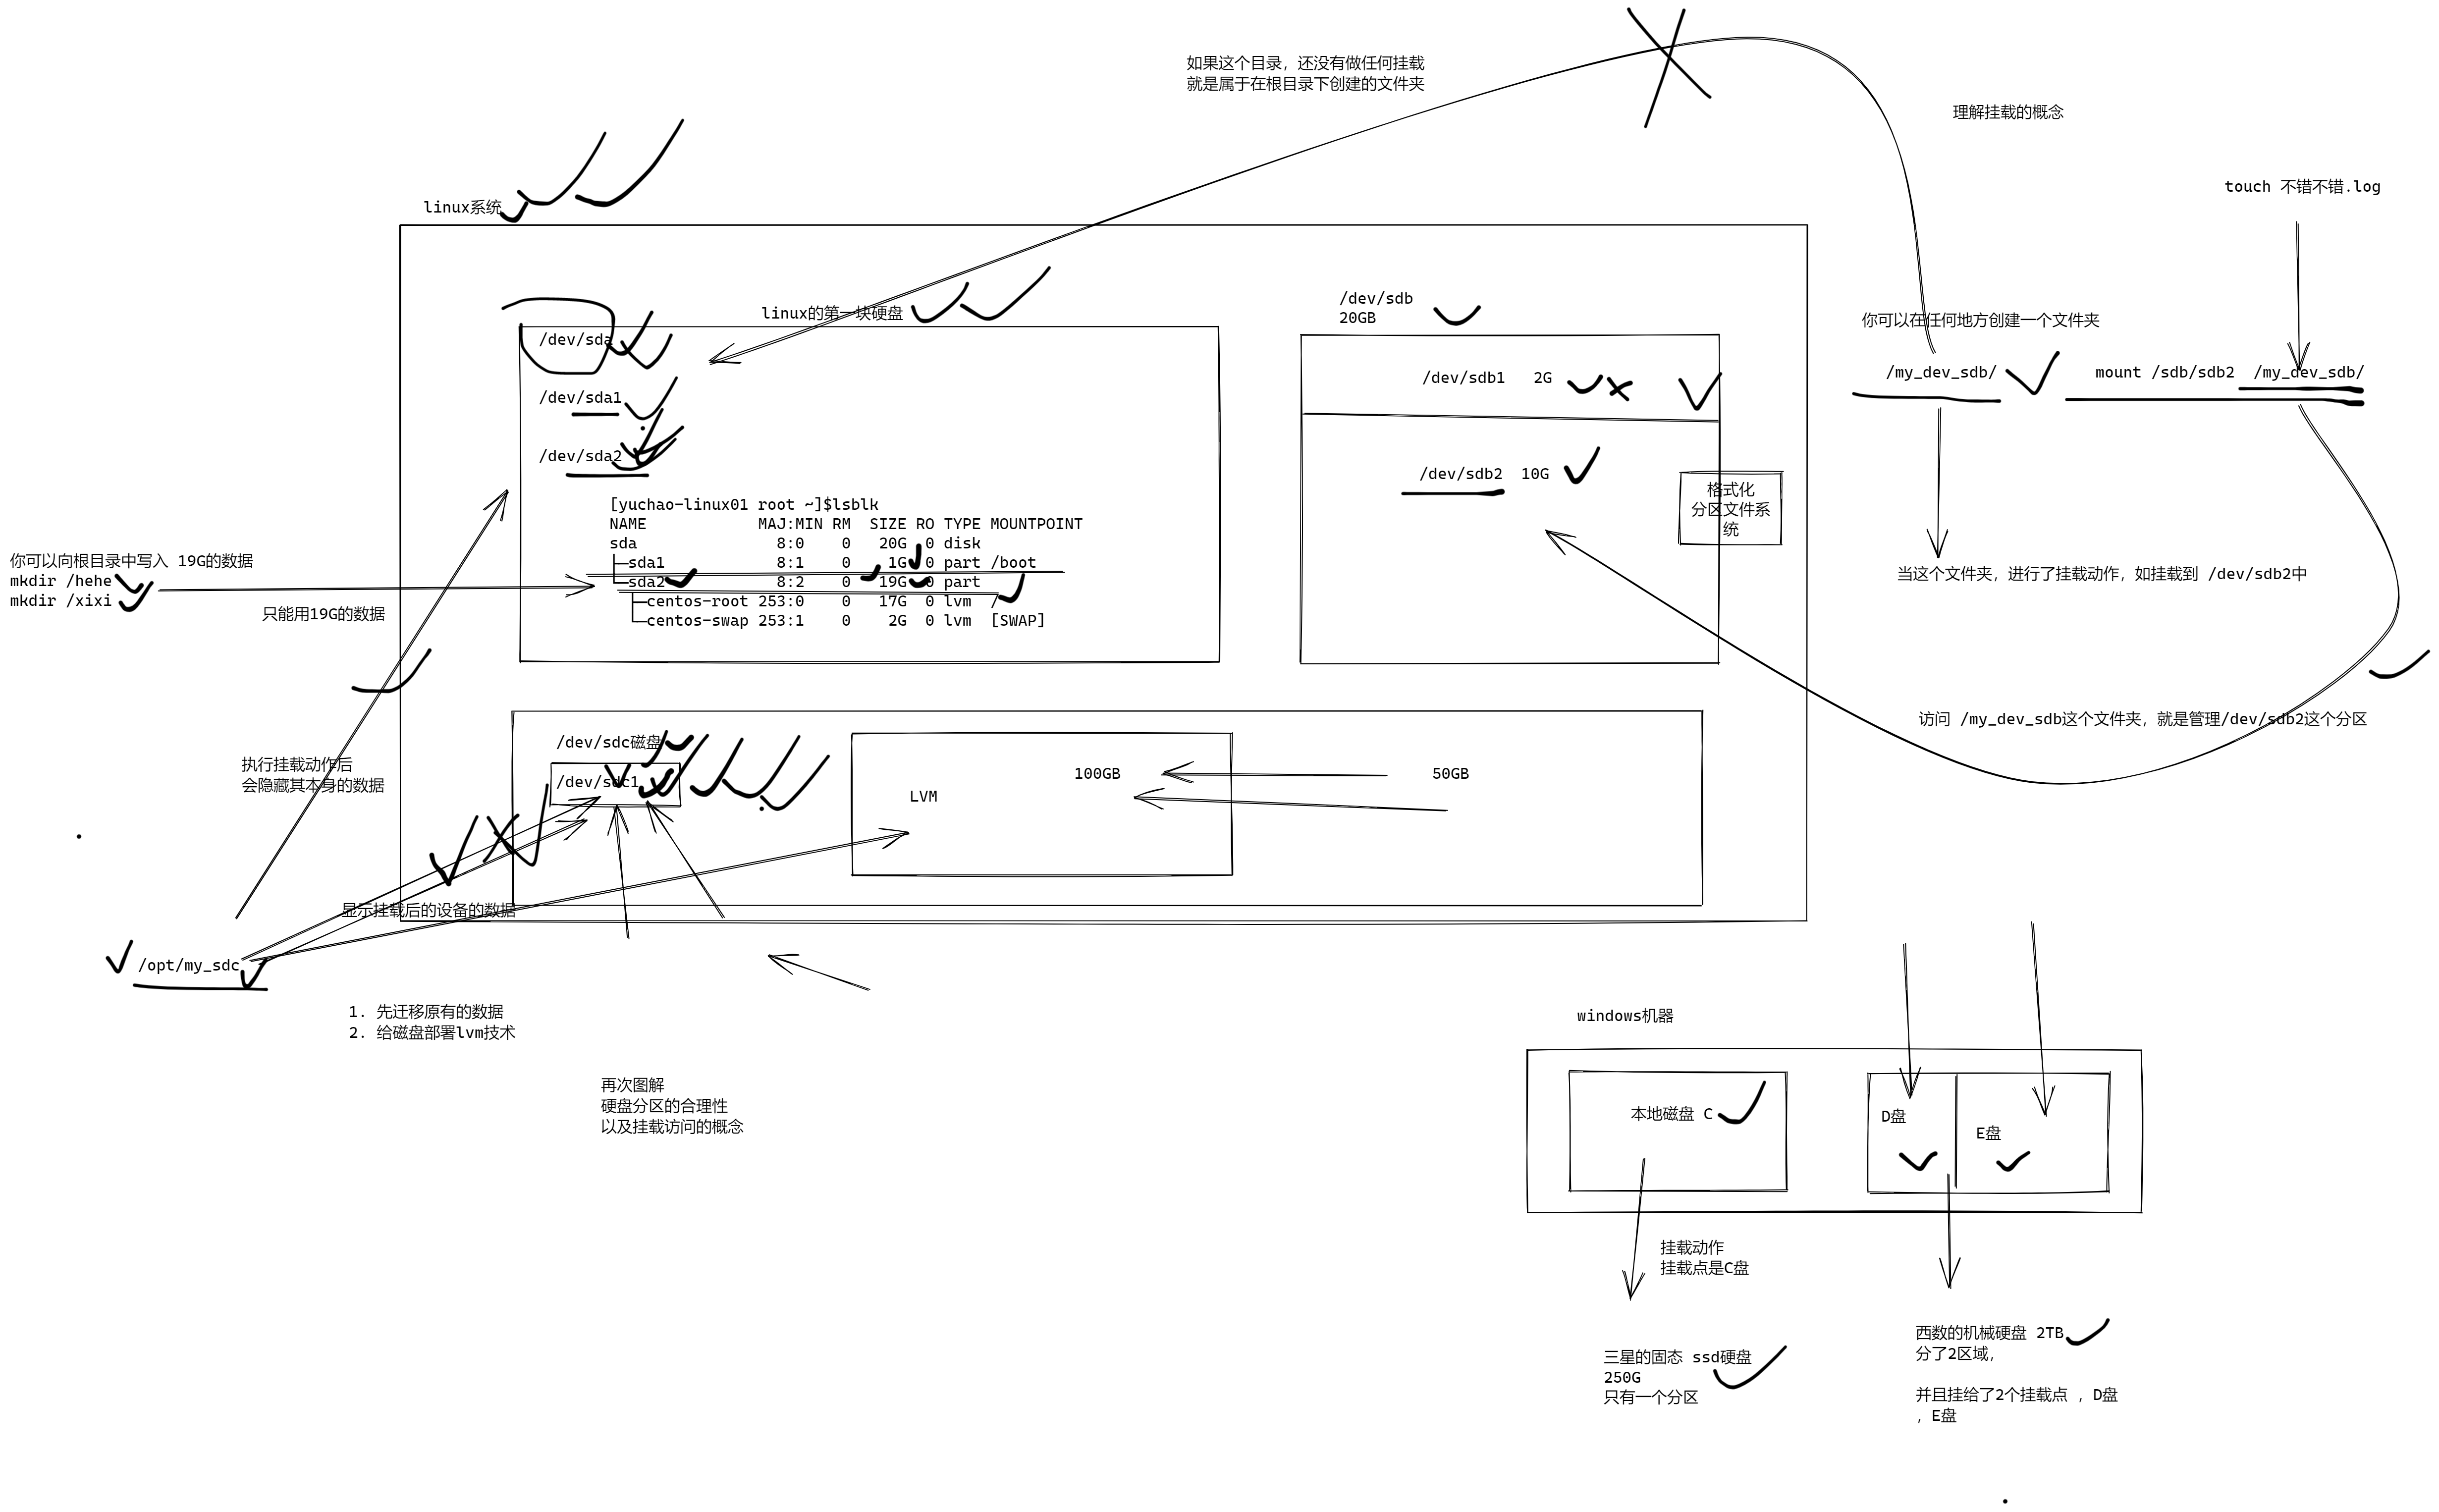 如果这个目录，还没有做任何挂载
就是属于在根目录下创建的文件夹
理解挂载的概念
touch 不错不错.log
linux系统
linux的第一块硬盘
/dev/sdb
20GB
你可以在任何地方创建一个文件夹
/dev/sda
/dev/sda1
/dev/sda2
/dev/sdb1   2G
/dev/sdb2  10G
/my_dev_sdb/
mount /sdb/sdb2  /my_dev_sdb/
格式化
分区文件系
统
[yuchao-linux01 root ~]$lsblk
NAME            MAJ:MIN RM  SIZE RO TYPE MOUNTPOINT
sda               8:0    0   20G  0 disk
├─sda1            8:1    0    1G  0 part /boot
└─sda2            8:2    0   19G  0 part
  ├─centos-root 253:0    0   17G  0 lvm  /
  └─centos-swap 253:1    0    2G  0 lvm  [SWAP]
你可以向根目录中写入 19G的数据
mkdir /hehe
mkdir /xixi
只能用19G的数据
当这个文件夹，进行了挂载动作，如挂载到 /dev/sdb2中
访问 /my_dev_sdb这个文件夹，就是管理/dev/sdb2这个分区
/dev/sdc磁盘
/dev/sdc1
LVM
100GB
50GB
执行挂载动作后
会隐藏其本身的数据
显示挂载后的设备的数据
/opt/my_sdc
1. 先迁移原有的数据
2. 给磁盘部署lvm技术
再次图解
硬盘分区的合理性
以及挂载访问的概念
windows机器
本地磁盘 C
D盘
E盘
挂载动作
挂载点是C盘
三星的固态 ssd硬盘
250G
只有一个分区
西数的机械硬盘 2TB
分了2区域，

并且挂给了2个挂载点 ，D盘
，E盘